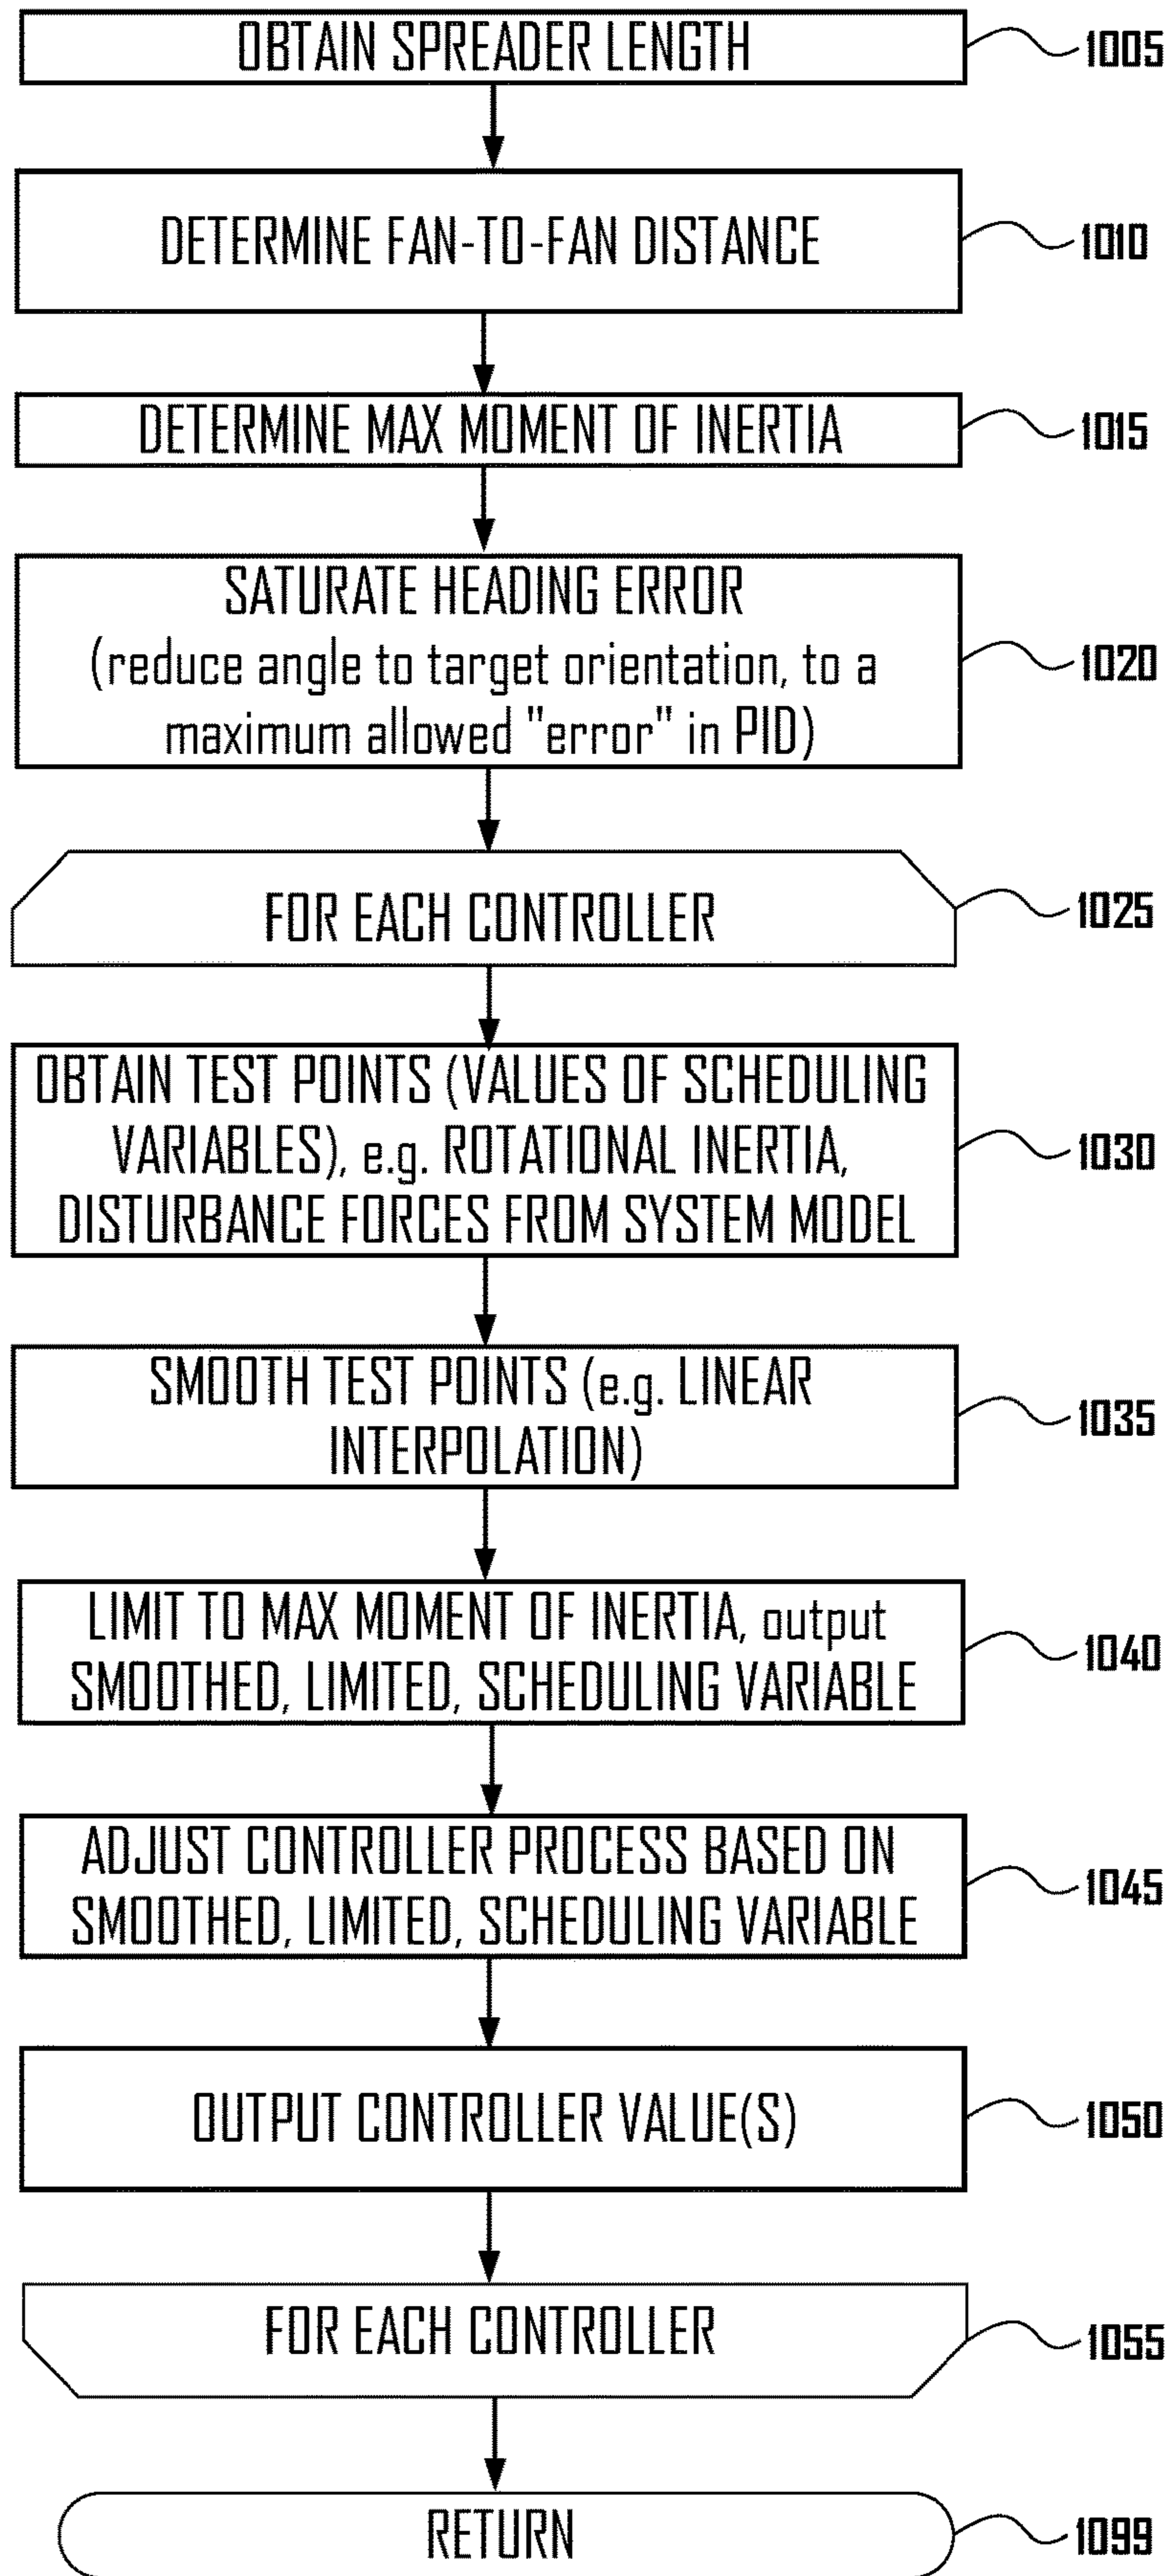 OBTAIN SPREADER LENGTH
1005
DETERMINE FAN-TO-FAN DISTANCE
1010
DETERMINE MAX MOMENT OF INERTIA
1015
SATURATE HEADING ERROR
(reduce angle to target orientation, to a
maximum allowed "error" in PID)
1020
FOR EACH CONTROLLER
1025
OBTAIN TEST POINTS (VALUES OF SCHEDULING
VARIABLES), e.g. ROTATIONAL INERTIA,
DISTURBANCE FORCES FROM SYSTEM MODEL
1030
SMOOTH TEST POINTS (e.g. LINEAR
INTERPOLATION)
1035
LIMIT TO MAX MOMENT OF INERTIA, output
SMOOTHED, LIMITED, SCHEDULING VARIABLE
1040
ADJUST CONTROLLER PROCESS BASED ON
SMOOTHED, LIMITED, SCHEDULING VARIABLE
1045
OUTPUT CONTROLLER VALUE(S)
1050
FOR EACH CONTROLLER
1055
RETURN
1099